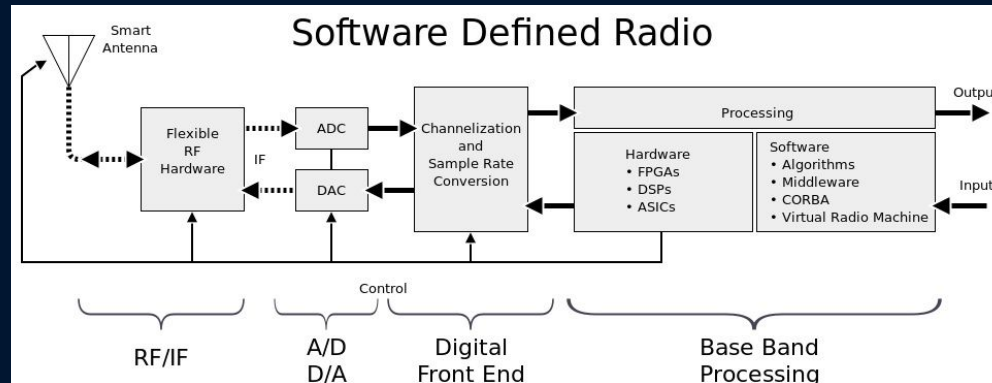 Software Defined Radio
Smart
Antenna
Flexible
RF
Hardware
IF
ADC
DAC
Channelization
and
Sample Rate
Conversion
Processing
Output
Hardware
• FPGAs
• DSPs
• ASICs
Software
• Algorithms
• Middleware
• CORBA
• Virtual Radio Machine
Input
Control
RF/IF
A/D
D/A
Digital
Front End
Base Band
Processing